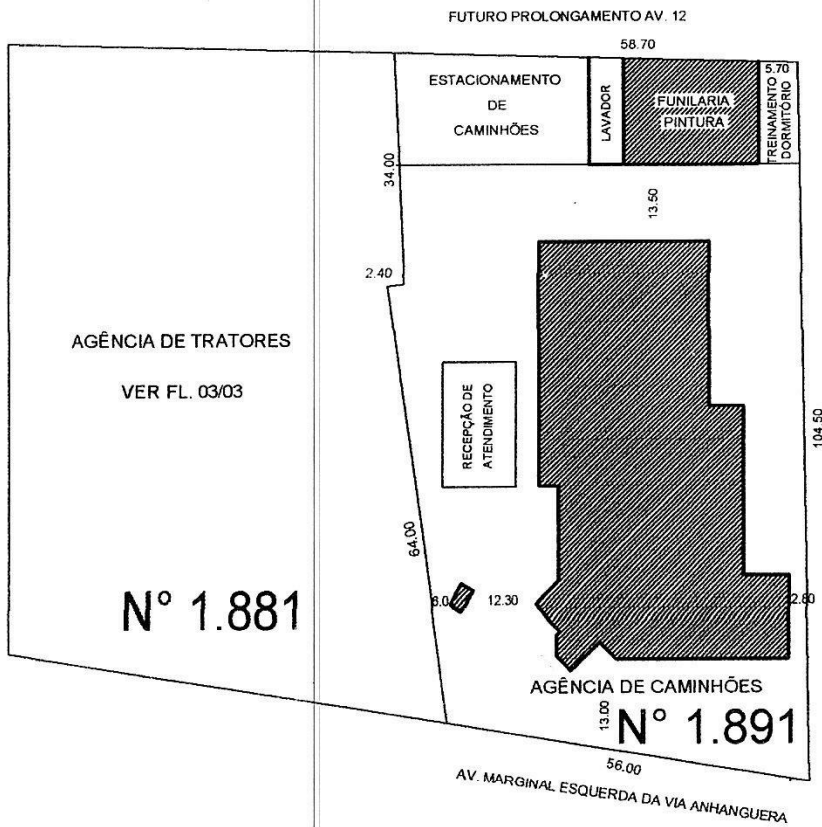 FUTURO PROLONGAMENTO AV. 12
58.70
ESTACIONAMENTO
DE
CAMINHÕES
LAVADOR
FUNILARIA
PINTURA
5.70
TREINAMENTO
DORMITÓRIO
34.00
13.50
2.40
AGÊNCIA DE TRATORES
VER FL. 03/03
RECEPÇÃO DE
ATENDIMENTO
104.50
64.00
Nº 1.881
6.0
12.30
2.80
AGÊNCIA DE CAMINHÕES
13.00
Nº 1.891
56.00
AV. MARGINAL ESQUERDA DA VIA ANHANGUERA